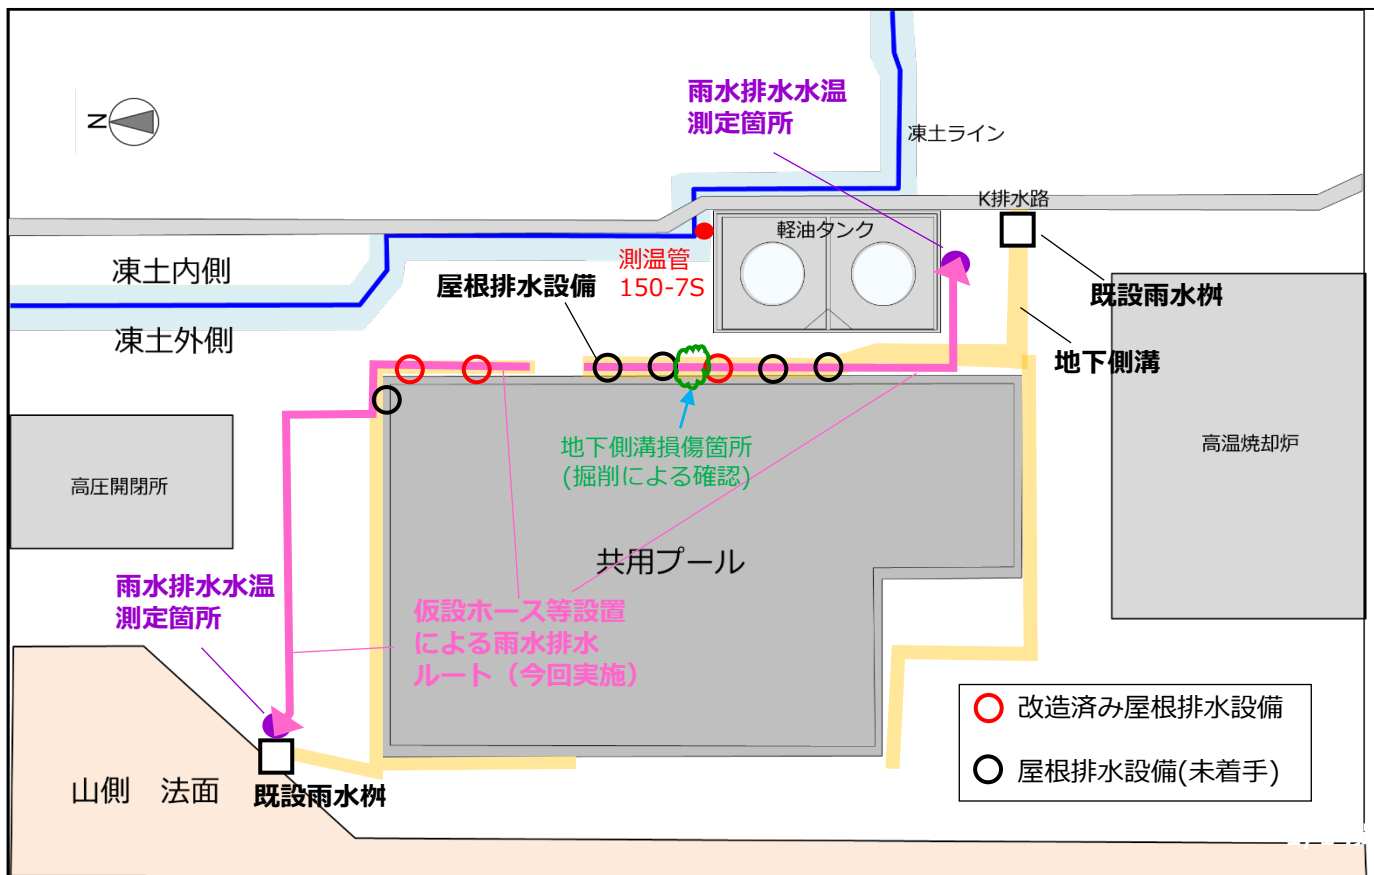 雨水排水水温
測定箇所
N
凍土ライン
K排水路
軽油タンク
測温管
150-7S
凍土内側
屋根排水設備
既設雨水桝
凍土外側
地下側溝
地下側溝損傷箇所
(掘削による確認)
高温焼却炉
高圧開閉所
共用プール
雨水排水水温
測定箇所
仮設ホース等設置
による雨水排水
ルート（今回実施）
改造済み屋根排水設備
屋根排水設備(未着手)
山側　法面
既設雨水桝